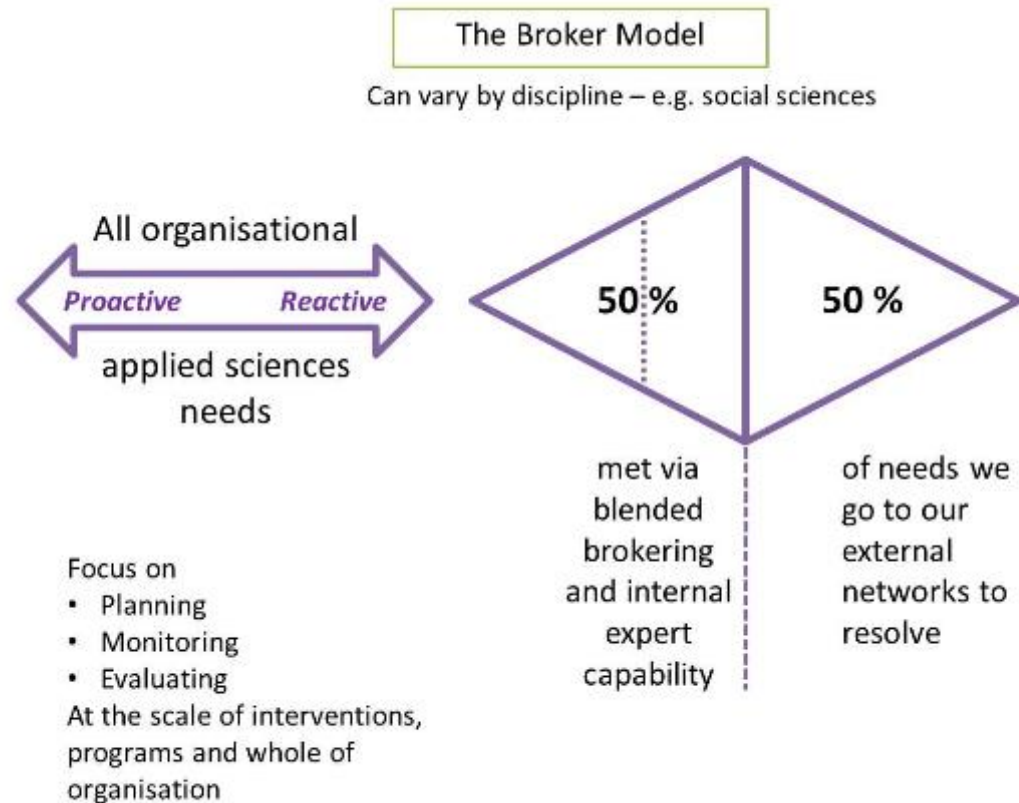 The Broker Model
Can vary by discipline – e.g. social sciences
All organisational
Proactive Reactive
applied sciences
needs
50 %
50 %
met via
blended
brokering
and internal
expert
capability
of needs we
go to our
external
networks to
resolve
Focus on
• Planning
• Monitoring
• Evaluating
At the scale of interventions,
programs and whole of
organisation